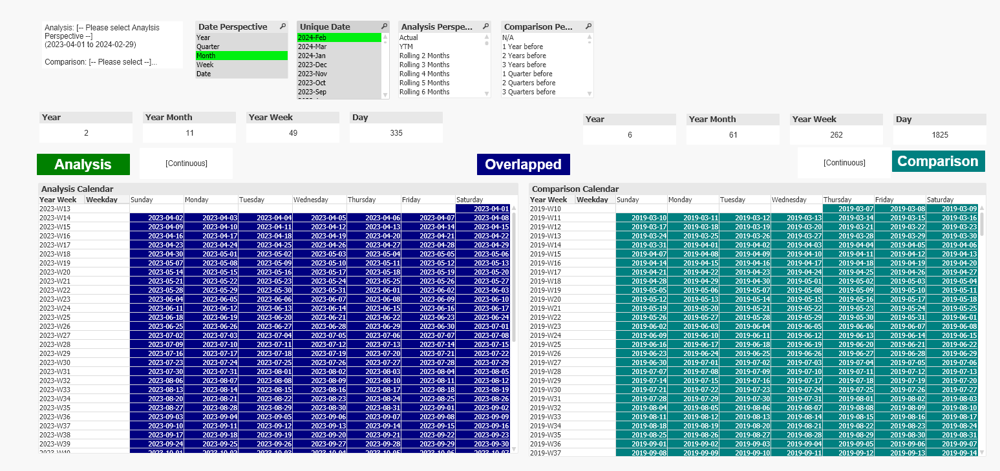 Analysis: [-- Please select Anaylsis
Perspective --]
(2023-04-01 to 2024-02-29)
Comparison: [-- Please select --]...
Date Perspective
Year
Quarter
Month
Week
Date
Unique Date
2024-Feb
2024-Mar
2024-Jan
2023-Dec
2023-Nov
2023-Oct
2023-Sep
Analysis Perspe...
Actual
YTM
Rolling 2 Months
Rolling 3 Months
Rolling 4 Months
Rolling 5 Months
Rolling 6 Months
Comparison Pe...
N/A
1 Year before
2 Years before
3 Years before
1 Quarter before
2 Quarters before
3 Quarters before
Year Year Month Year Week Day
2 11 49 335
Year Year Month Year Week Day
6 61 262 1825
Analysis [Continuous] Overlapped [Continuous] Comparison
Analysis Calendar
Year Week Weekday Sunday Monday Tuesday Wednesday Thursday Friday Saturday
2023-W13 2023-04-01
2023-W14 2023-04-02 2023-04-03 2023-04-04 2023-04-05 2023-04-06 2023-04-07 2023-04-08
2023-W15 2023-04-09 2023-04-10 2023-04-11 2023-04-12 2023-04-13 2023-04-14 2023-04-15
2023-W16 2023-04-16 2023-04-17 2023-04-18 2023-04-19 2023-04-20 2023-04-21 2023-04-22
2023-W17 2023-04-23 2023-04-24 2023-04-25 2023-04-26 2023-04-27 2023-04-28 2023-04-29
2023-W18 2023-04-30 2023-05-01 2023-05-02 2023-05-03 2023-05-04 2023-05-05 2023-05-06
2023-W19 2023-05-07 2023-05-08 2023-05-09 2023-05-10 2023-05-11 2023-05-12 2023-05-13
2023-W20 2023-05-14 2023-05-15 2023-05-16 2023-05-17 2023-05-18 2023-05-19 2023-05-20
2023-W21 2023-05-21 2023-05-22 2023-05-23 2023-05-24 2023-05-25 2023-05-26 2023-05-27
2023-W22 2023-05-28 2023-05-29 2023-05-30 2023-05-31 2023-06-01 2023-06-02 2023-06-03
2023-W23 2023-06-04 2023-06-05 2023-06-06 2023-06-07 2023-06-08 2023-06-09 2023-06-10
2023-W24 2023-06-11 2023-06-12 2023-06-13 2023-06-14 2023-06-15 2023-06-16 2023-06-17
2023-W25 2023-06-18 2023-06-19 2023-06-20 2023-06-21 2023-06-22 2023-06-23 2023-06-24
2023-W26 2023-06-25 2023-06-26 2023-06-27 2023-06-28 2023-06-29 2023-06-30 2023-07-01
2023-W27 2023-07-02 2023-07-03 2023-07-04 2023-07-05 2023-07-06 2023-07-07 2023-07-08
2023-W28 2023-07-09 2023-07-10 2023-07-11 2023-07-12 2023-07-13 2023-07-14 2023-07-15
2023-W29 2023-07-16 2023-07-17 2023-07-18 2023-07-19 2023-07-20 2023-07-21 2023-07-22
2023-W30 2023-07-23 2023-07-24 2023-07-25 2023-07-26 2023-07-27 2023-07-28 2023-07-29
2023-W31 2023-07-30 2023-07-31 2023-08-01 2023-08-02 2023-08-03 2023-08-04 2023-08-05
2023-W32 2023-08-06 2023-08-07 2023-08-08 2023-08-09 2023-08-10 2023-08-11 2023-08-12
2023-W33 2023-08-13 2023-08-14 2023-08-15 2023-08-16 2023-08-17 2023-08-18 2023-08-19
2023-W34 2023-08-20 2023-08-21 2023-08-22 2023-08-23 2023-08-24 2023-08-25 2023-08-26
2023-W35 2023-08-27 2023-08-28 2023-08-29 2023-08-30 2023-08-31 2023-09-01 2023-09-02
2023-W36 2023-09-03 2023-09-04 2023-09-05 2023-09-06 2023-09-07 2023-09-08 2023-09-09
2023-W37 2023-09-10 2023-09-11 2023-09-12 2023-09-13 2023-09-14 2023-09-15 2023-09-16
2023-W38 2023-09-17 2023-09-18 2023-09-19 2023-09-20 2023-09-21 2023-09-22 2023-09-23
2023-W39 2023-09-24 2023-09-25 2023-09-26 2023-09-27 2023-09-28 2023-09-29 2023-09-30
2023-W40 2023-10-01 2023-10-02 2023-10-03 2023-10-04 2023-10-05 2023-10-06 2023-10-07
Comparison Calendar
Year Week Weekday Sunday Monday Tuesday Wednesday Thursday Friday Saturday
2019-W10 2019-03-07 2019-03-08 2019-03-09
2019-W11 2019-03-10 2019-03-11 2019-03-12 2019-03-13 2019-03-14 2019-03-15 2019-03-16
2019-W12 2019-03-17 2019-03-18 2019-03-19 2019-03-20 2019-03-21 2019-03-22 2019-03-23
2019-W13 2019-03-24 2019-03-25 2019-03-26 2019-03-27 2019-03-28 2019-03-29 2019-03-30
2019-W14 2019-03-31 2019-04-01 2019-04-02 2019-04-03 2019-04-04 2019-04-05 2019-04-06
2019-W15 2019-04-07 2019-04-08 2019-04-09 2019-04-10 2019-04-11 2019-04-12 2019-04-13
2019-W16 2019-04-14 2019-04-15 2019-04-16 2019-04-17 2019-04-18 2019-04-19 2019-04-20
2019-W17 2019-04-21 2019-04-22 2019-04-23 2019-04-24 2019-04-25 2019-04-26 2019-04-27
2019-W18 2019-04-28 2019-04-29 2019-04-30 2019-05-01 2019-05-02 2019-05-03 2019-05-04
2019-W19 2019-05-05 2019-05-06 2019-05-07 2019-05-08 2019-05-09 2019-05-10 2019-05-11
2019-W20 2019-05-12 2019-05-13 2019-05-14 2019-05-15 2019-05-16 2019-05-17 2019-05-18
2019-W21 2019-05-19 2019-05-20 2019-05-21 2019-05-22 2019-05-23 2019-05-24 2019-05-25
2019-W22 2019-05-26 2019-05-27 2019-05-28 2019-05-29 2019-05-30 2019-05-31 2019-06-01
2019-W23 2019-06-02 2019-06-03 2019-06-04 2019-06-05 2019-06-06 2019-06-07 2019-06-08
2019-W24 2019-06-09 2019-06-10 2019-06-11 2019-06-12 2019-06-13 2019-06-14 2019-06-15
2019-W25 2019-06-16 2019-06-17 2019-06-18 2019-06-19 2019-06-20 2019-06-21 2019-06-22
2019-W26 2019-06-23 2019-06-24 2019-06-25 2019-06-26 2019-06-27 2019-06-28 2019-06-29
2019-W27 2019-06-30 2019-07-01 2019-07-02 2019-07-03 2019-07-04 2019-07-05 2019-07-06
2019-W28 2019-07-07 2019-07-08 2019-07-09 2019-07-10 2019-07-11 2019-07-12 2019-07-13
2019-W29 2019-07-14 2019-07-15 2019-07-16 2019-07-17 2019-07-18 2019-07-19 2019-07-20
2019-W30 2019-07-21 2019-07-22 2019-07-23 2019-07-24 2019-07-25 2019-07-26 2019-07-27
2019-W31 2019-07-28 2019-07-29 2019-07-30 2019-07-31 2019-08-01 2019-08-02 2019-08-03
2019-W32 2019-08-04 2019-08-05 2019-08-06 2019-08-07 2019-08-08 2019-08-09 2019-08-10
2019-W33 2019-08-11 2019-08-12 2019-08-13 2019-08-14 2019-08-15 2019-08-16 2019-08-17
2019-W34 2019-08-18 2019-08-19 2019-08-20 2019-08-21 2019-08-22 2019-08-23 2019-08-24
2019-W35 2019-08-25 2019-08-26 2019-08-27 2019-08-28 2019-08-29 2019-08-30 2019-08-31
2019-W36 2019-09-01 2019-09-02 2019-09-03 2019-09-04 2019-09-05 2019-09-06 2019-09-07
2019-W37 2019-09-08 2019-09-09 2019-09-10 2019-09-11 2019-09-12 2019-09-13 2019-09-14